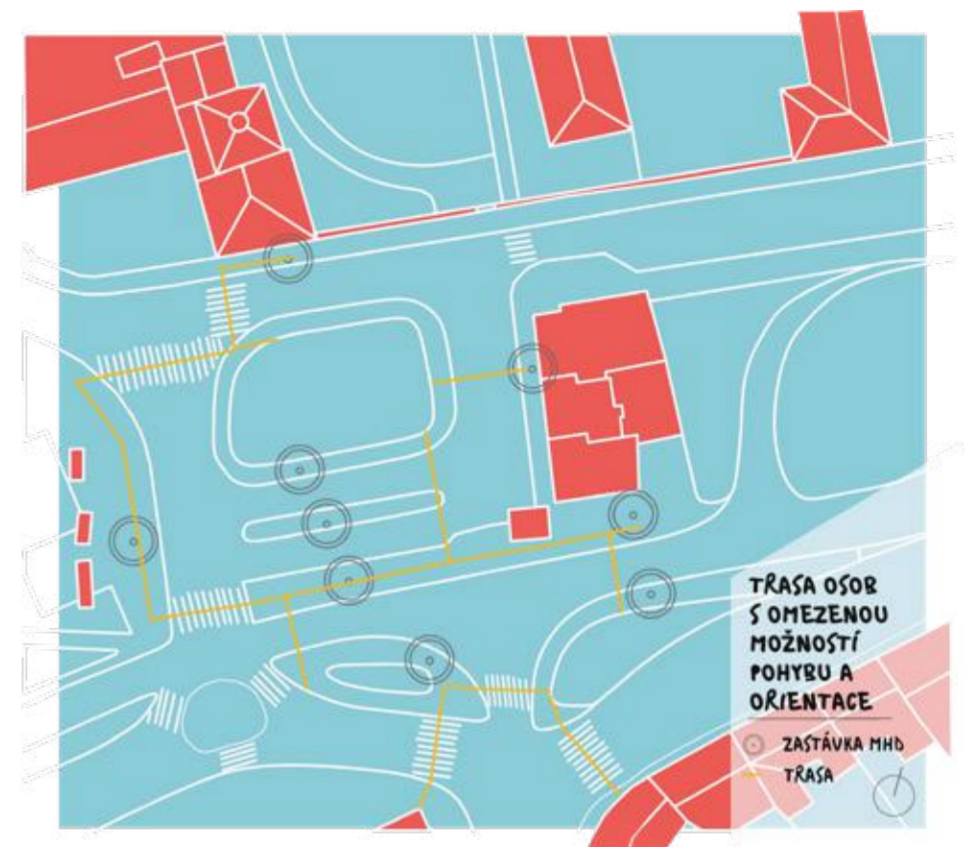 TRASA OSOB
S OMEZENOU
MOŽNOSTÍ
POHYBU A
ORIENTACE
ZASTÁVKA MHD
TRASA